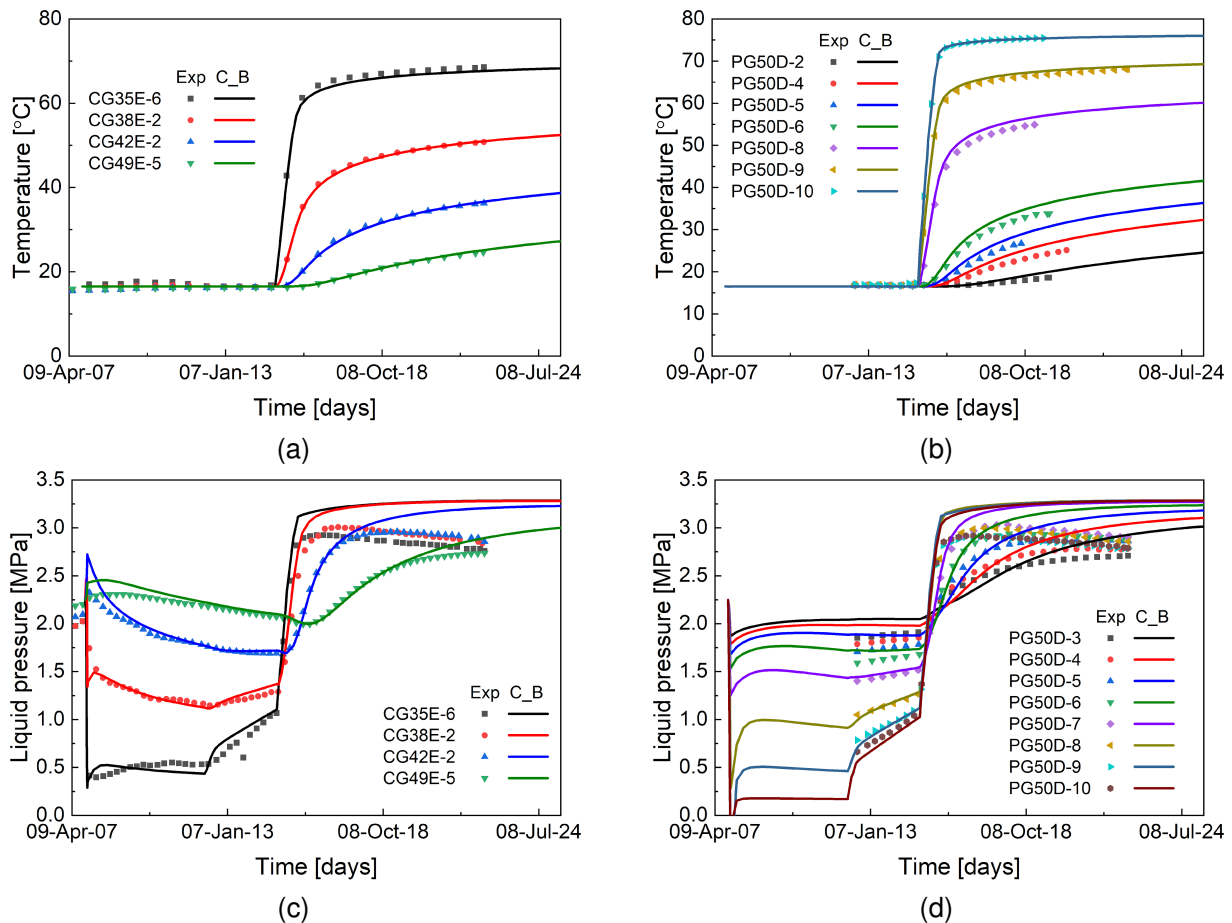 80
60
40
20
0
Temperature [°C]
Exp C_B
CG35E-6
CG38E-2
CG42E-2
CG49E-5
09-Apr-07 07-Jan-13 08-Oct-18 08-Jul-24
Time [days]
(a)
80
70
60
50
40
30
20
10
0
Temperature [°C]
Exp C_B
PG50D-2
PG50D-4
PG50D-5
PG50D-6
PG50D-8
PG50D-9
PG50D-10
09-Apr-07 07-Jan-13 08-Oct-18 08-Jul-24
Time [days]
(b)
3.5
3.0
2.5
2.0
1.5
1.0
0.5
0.0
Liquid pressure [MPa]
Exp C_B
CG35E-6
CG38E-2
CG42E-2
CG49E-5
09-Apr-07 07-Jan-13 08-Oct-18 08-Jul-24
Time [days]
(c)
3.5
3.0
2.5
2.0
1.5
1.0
0.5
0.0
Liquid pressure [MPa]
Exp C_B
PG50D-3
PG50D-4
PG50D-5
PG50D-6
PG50D-7
PG50D-8
PG50D-9
PG50D-10
09-Apr-07 07-Jan-13 08-Oct-18 08-Jul-24
Time [days]
(d)